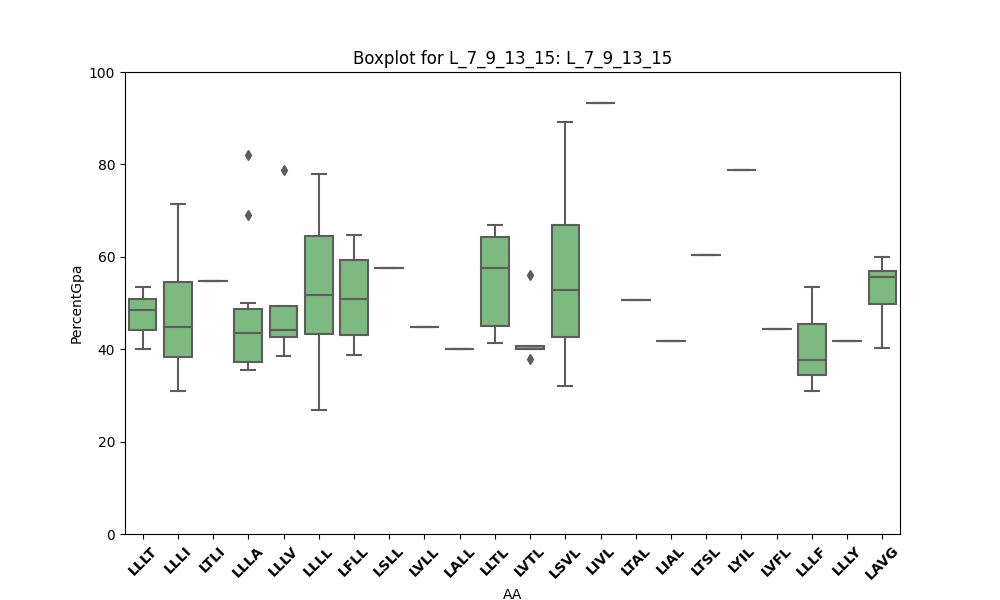 Boxplot for L_7_9_13_15: L_7_9_13_15
100
80
60
40
20
0
PercentGpa
LLLT LLLI LTLI LLLA LLLV LLLL LFLL LSLL LVLL LALL LLTL LVTL LSVL LIVL LTAL LIAL LTSL LYIL LVFL LLLF LLLY LAVG
AA